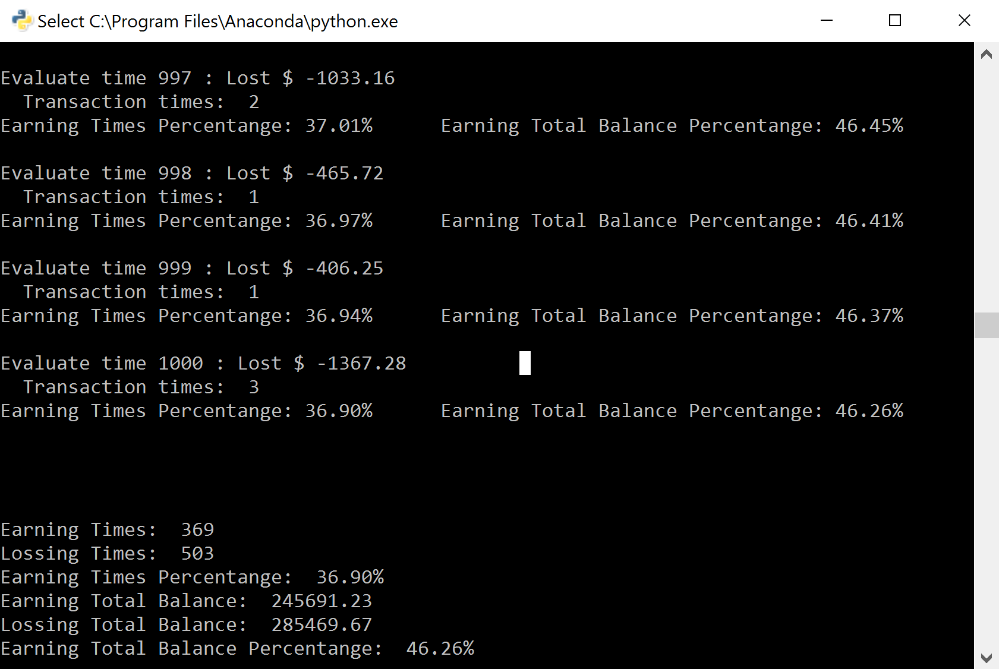 Select C:\Program Files\Anaconda\python.exe
Evaluate time 997 : Lost $ -1033.16
  Transaction times:  2
Earning Times Percentange: 37.01%      Earning Total Balance Percentange: 46.45%
Evaluate time 998 : Lost $ -465.72
  Transaction times:  1
Earning Times Percentange: 36.97%      Earning Total Balance Percentange: 46.41%
Evaluate time 999 : Lost $ -406.25
  Transaction times:  1
Earning Times Percentange: 36.94%      Earning Total Balance Percentange: 46.37%
Evaluate time 1000 : Lost $ -1367.28
  Transaction times:  3
Earning Times Percentange: 36.90%      Earning Total Balance Percentange: 46.26%
Earning Times:  369
Lossing Times:  503
Earning Times Percentange:  36.90%
Earning Total Balance:  245691.23
Lossing Total Balance:  285469.67
Earning Total Balance Percentange:  46.26%